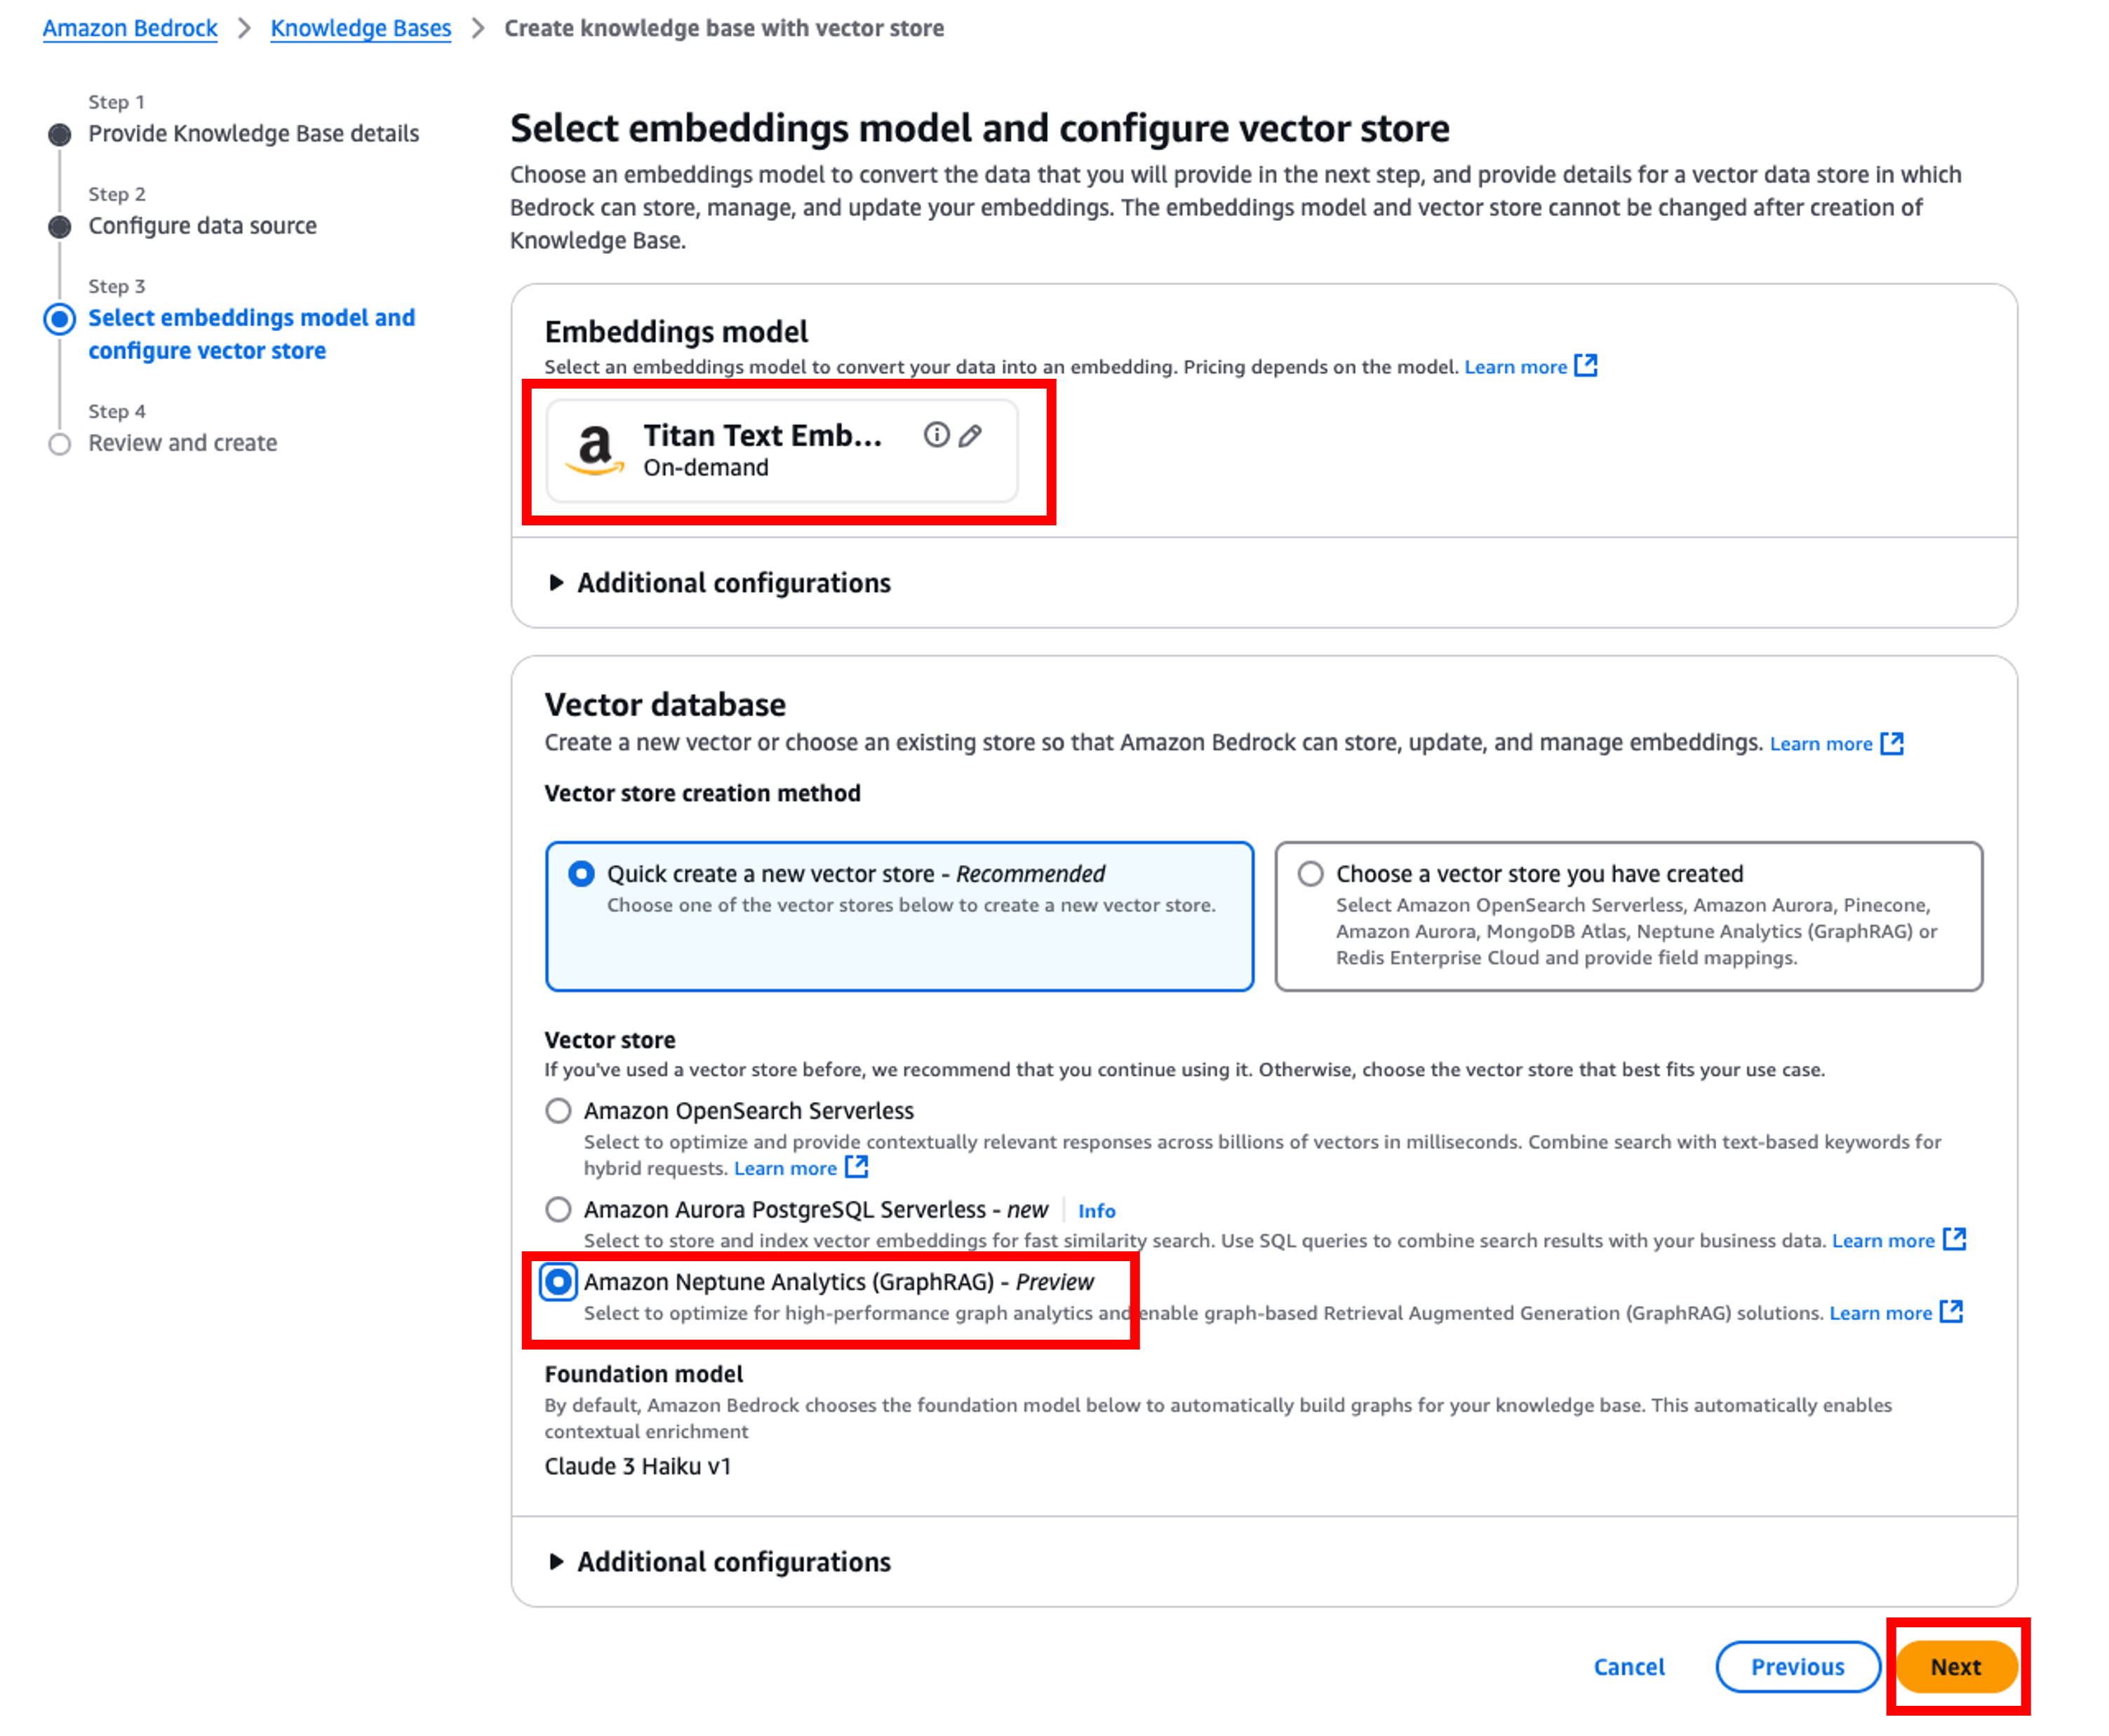 Amazon Bedrock > Knowledge Bases > Create knowledge base with vector store
Step 1
Provide Knowledge Base details
Step 2
Configure data source
Step 3
Select embeddings model and
configure vector store
Step 4
Review and create
Select embeddings model and configure vector store
Choose an embeddings model to convert the data that you will provide in the next step, and provide details for a vector data store in which
Bedrock can store, manage, and update your embeddings. The embeddings model and vector store cannot be changed after creation of
Knowledge Base.
Embeddings model
Select an embeddings model to convert your data into an embedding. Pricing depends on the model. Learn more
a
Titan Text Emb...
On-demand
Additional configurations
Vector database
Create a new vector or choose an existing store so that Amazon Bedrock can store, update, and manage embeddings. Learn more
Vector store creation method
Quick create a new vector store - Recommended
Choose one of the vector stores below to create a new vector store.
Choose a vector store you have created
Select Amazon OpenSearch Serverless, Amazon Aurora, Pinecone,
Amazon Aurora, MongoDB Atlas, Neptune Analytics (GraphRAG) or
Redis Enterprise Cloud and provide field mappings.
Vector store
If you've used a vector store before, we recommend that you continue using it. Otherwise, choose the vector store that best fits your use case.
Amazon OpenSearch Serverless
Select to optimize and provide contextually relevant responses across billions of vectors in milliseconds. Combine search with text-based keywords for
hybrid requests. Learn more
Amazon Aurora PostgreSQL Serverless - new | Info
Select to store and index vector embeddings for fast similarity search. Use SQL queries to combine search results with your business data. Learn more
Amazon Neptune Analytics (GraphRAG) - Preview
Select to optimize for high-performance graph analytics and enable graph-based Retrieval Augmented Generation (GraphRAG) solutions. Learn more
Foundation model
By default, Amazon Bedrock chooses the foundation model below to automatically build graphs for your knowledge base. This automatically enables
contextual enrichment
Claude 3 Haiku v1
Additional configurations
Cancel
Previous
Next